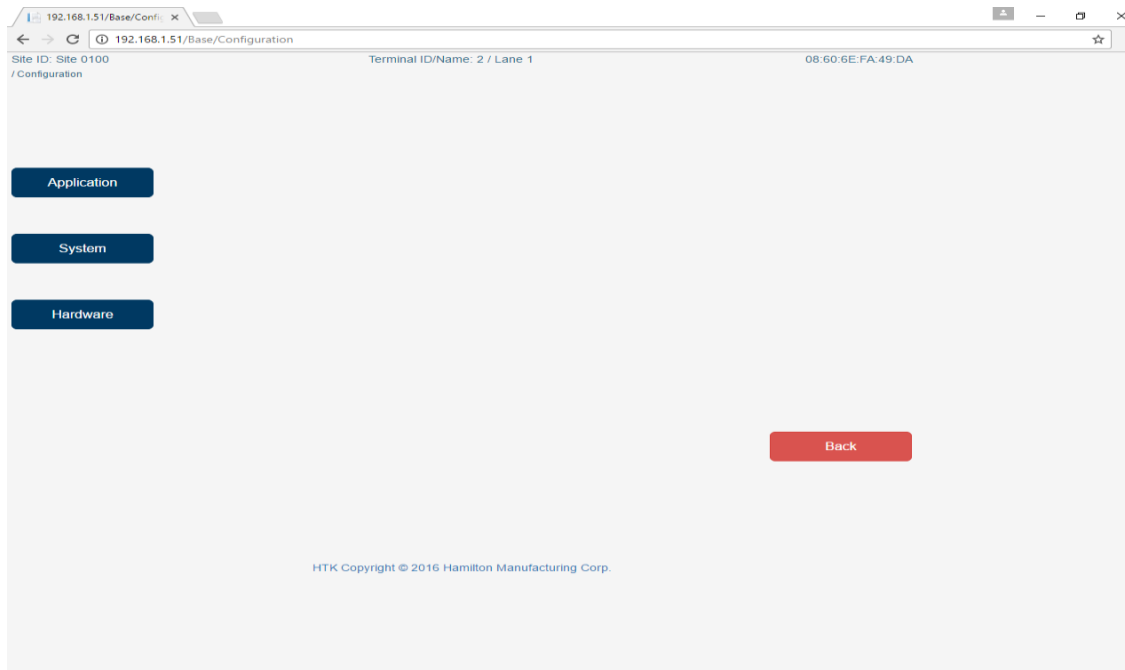 192.168.1.51/Base/Confi
192.168.1.51/Base/Configuration
Site ID: Site 0100 Terminal ID/Name: 2 / Lane 1 08:60:6E:FA:49:DA
/ Configuration
Application
System
Hardware
Back
HTK Copyright © 2016 Hamilton Manufacturing Corp.